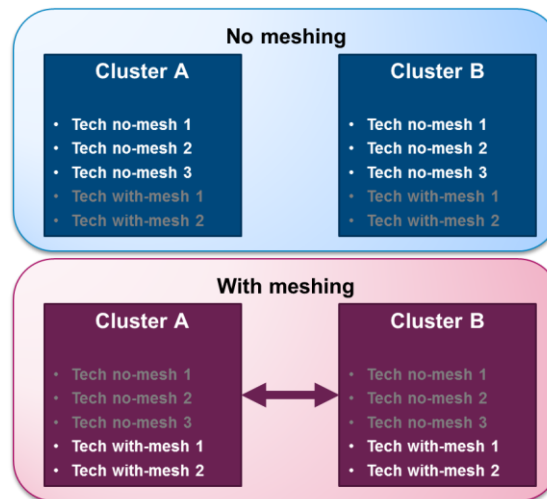 No meshing
Cluster A
• Tech no-mesh 1
• Tech no-mesh 2
• Tech no-mesh 3
• Tech with-mesh 1
• Tech with-mesh 2
Cluster B
• Tech no-mesh 1
• Tech no-mesh 2
• Tech no-mesh 3
• Tech with-mesh 1
• Tech with-mesh 2
With meshing
Cluster A
• Tech no-mesh 1
• Tech no-mesh 2
• Tech no-mesh 3
• Tech with-mesh 1
• Tech with-mesh 2
Cluster B
• Tech no-mesh 1
• Tech no-mesh 2
• Tech no-mesh 3
• Tech with-mesh 1
• Tech with-mesh 2